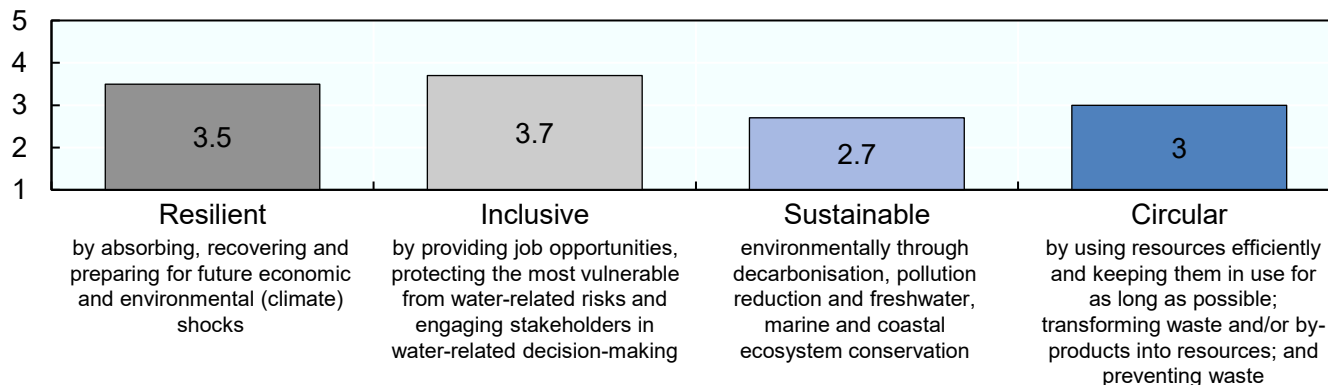 5
4
3
2
1
3.5
3.7
2.7
3
Resilient
by absorbing, recovering and
preparing for future economic
and environmental (climate)
shocks
Inclusive
by providing job opportunities,
protecting the most vulnerable
from water-related risks and
engaging stakeholders in
water-related decision-making
Sustainable
environmentally through
decarbonisation, pollution
reduction and freshwater,
marine and coastal
ecosystem conservation
Circular
by using resources efficiently
and keeping them in use for
as long as possible;
transforming waste and/or by-
products into resources; and
preventing waste